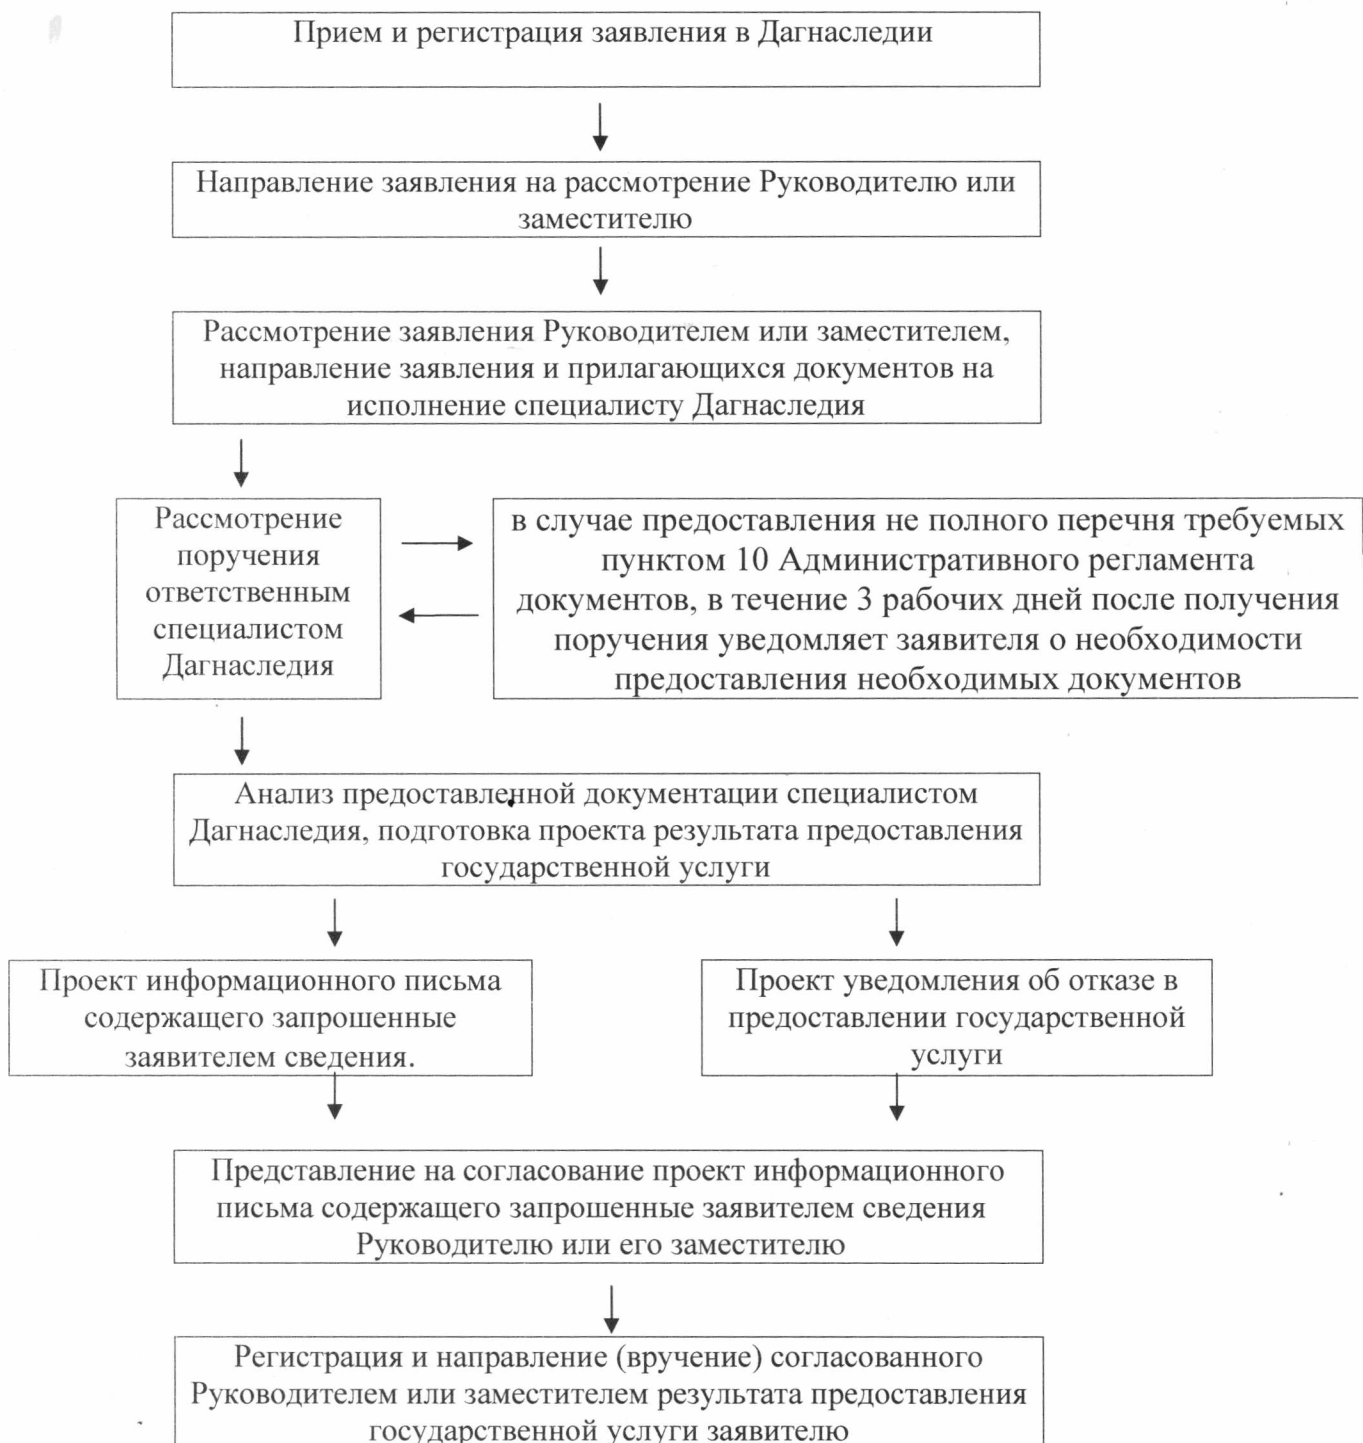 Прием и регистрация заявления в Дагнаследии
Направление заявления на рассмотрение Руководителю или
заместителю
Рассмотрение заявления Руководителем или заместителем,
направление заявления и прилагающихся документов на
исполнение специалисту Дагнаследия
Рассмотрение
поручения
ответственным
специалистом
Дагнаследия
в случае предоставления не полного перечня требуемых
пунктом 10 Административного регламента
документов, в течение 3 рабочих дней после получения
поручения уведомляет заявителя о необходимости
предоставления необходимых документов
Анализ предоставленной документации специалистом
Дагнаследия, подготовка проекта результата предоставления
государственной услуги
Проект информационного письма
содержащего запрошенные
заявителем сведения.
Проект уведомления об отказе в
предоставлении государственной
услуги
Представление на согласование проект информационного
письма содержащего запрошенные заявителем сведения
Руководителю или его заместителю
Регистрация и направление (вручение) согласованного
Руководителем или заместителем результата предоставления
государственной услуги заявителю